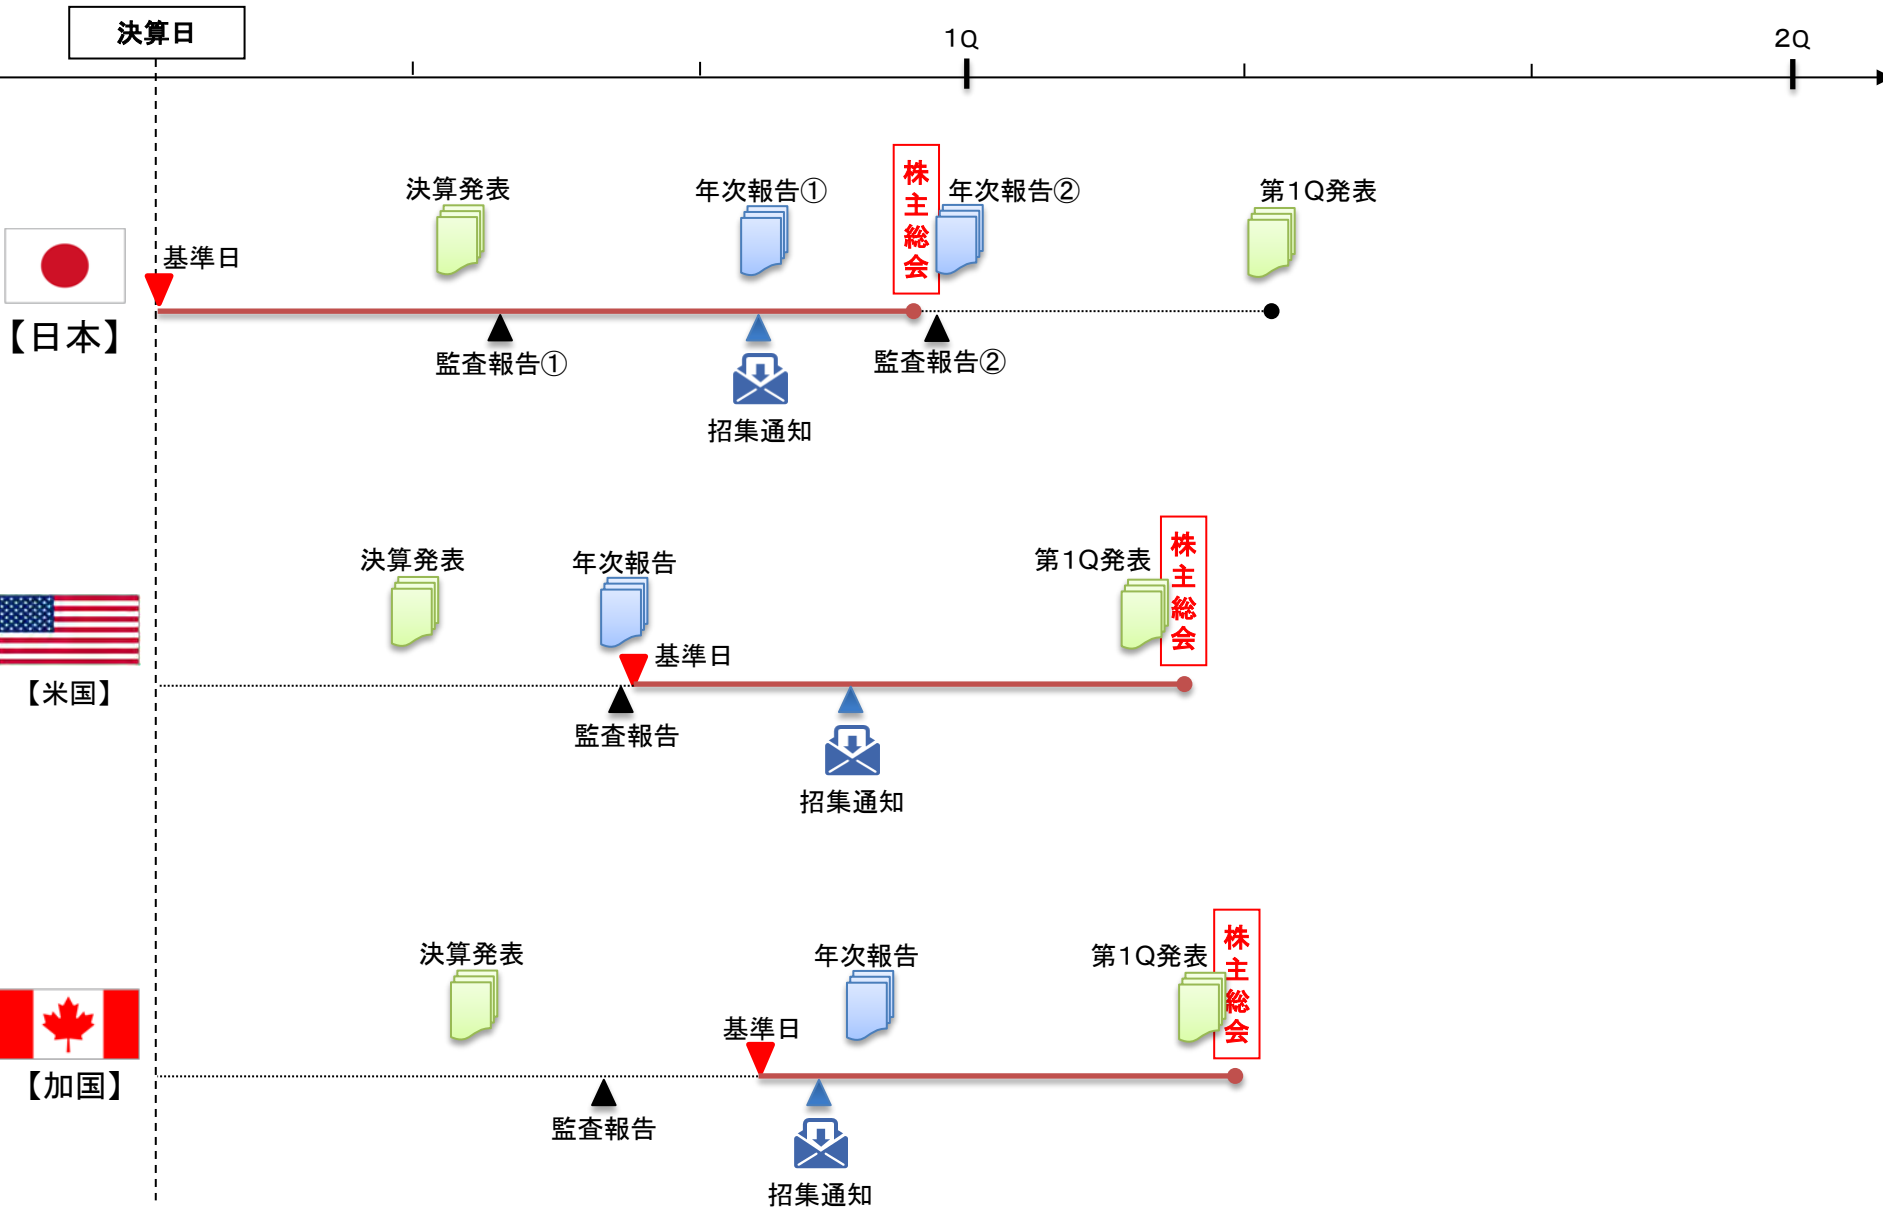 決算日
1Q
2Q
決算発表
年次報告①
株主総会
年次報告②
第1Q発表
基準日
【日本】
監査報告①
監査報告②
招集通知
決算発表
年次報告
第1Q発表
株主総会
基準日
【米国】
監査報告
招集通知
決算発表
年次報告
第1Q発表
株主総会
基準日
【加国】
監査報告
招集通知